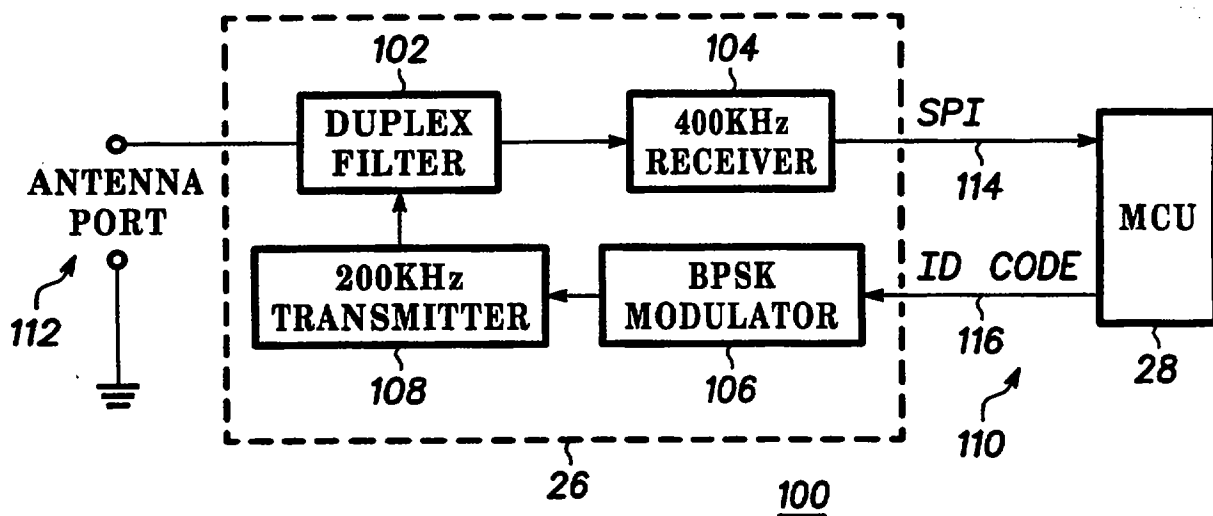 102
104
DUPLEX
FILTER
400KHz
RECEIVER
SPI
114
ANTENNA
PORT
MCU
200KHz
TRANSMITTER
BPSK
MODULATOR
ID CODE
112
108
106
116
28
110
26
100